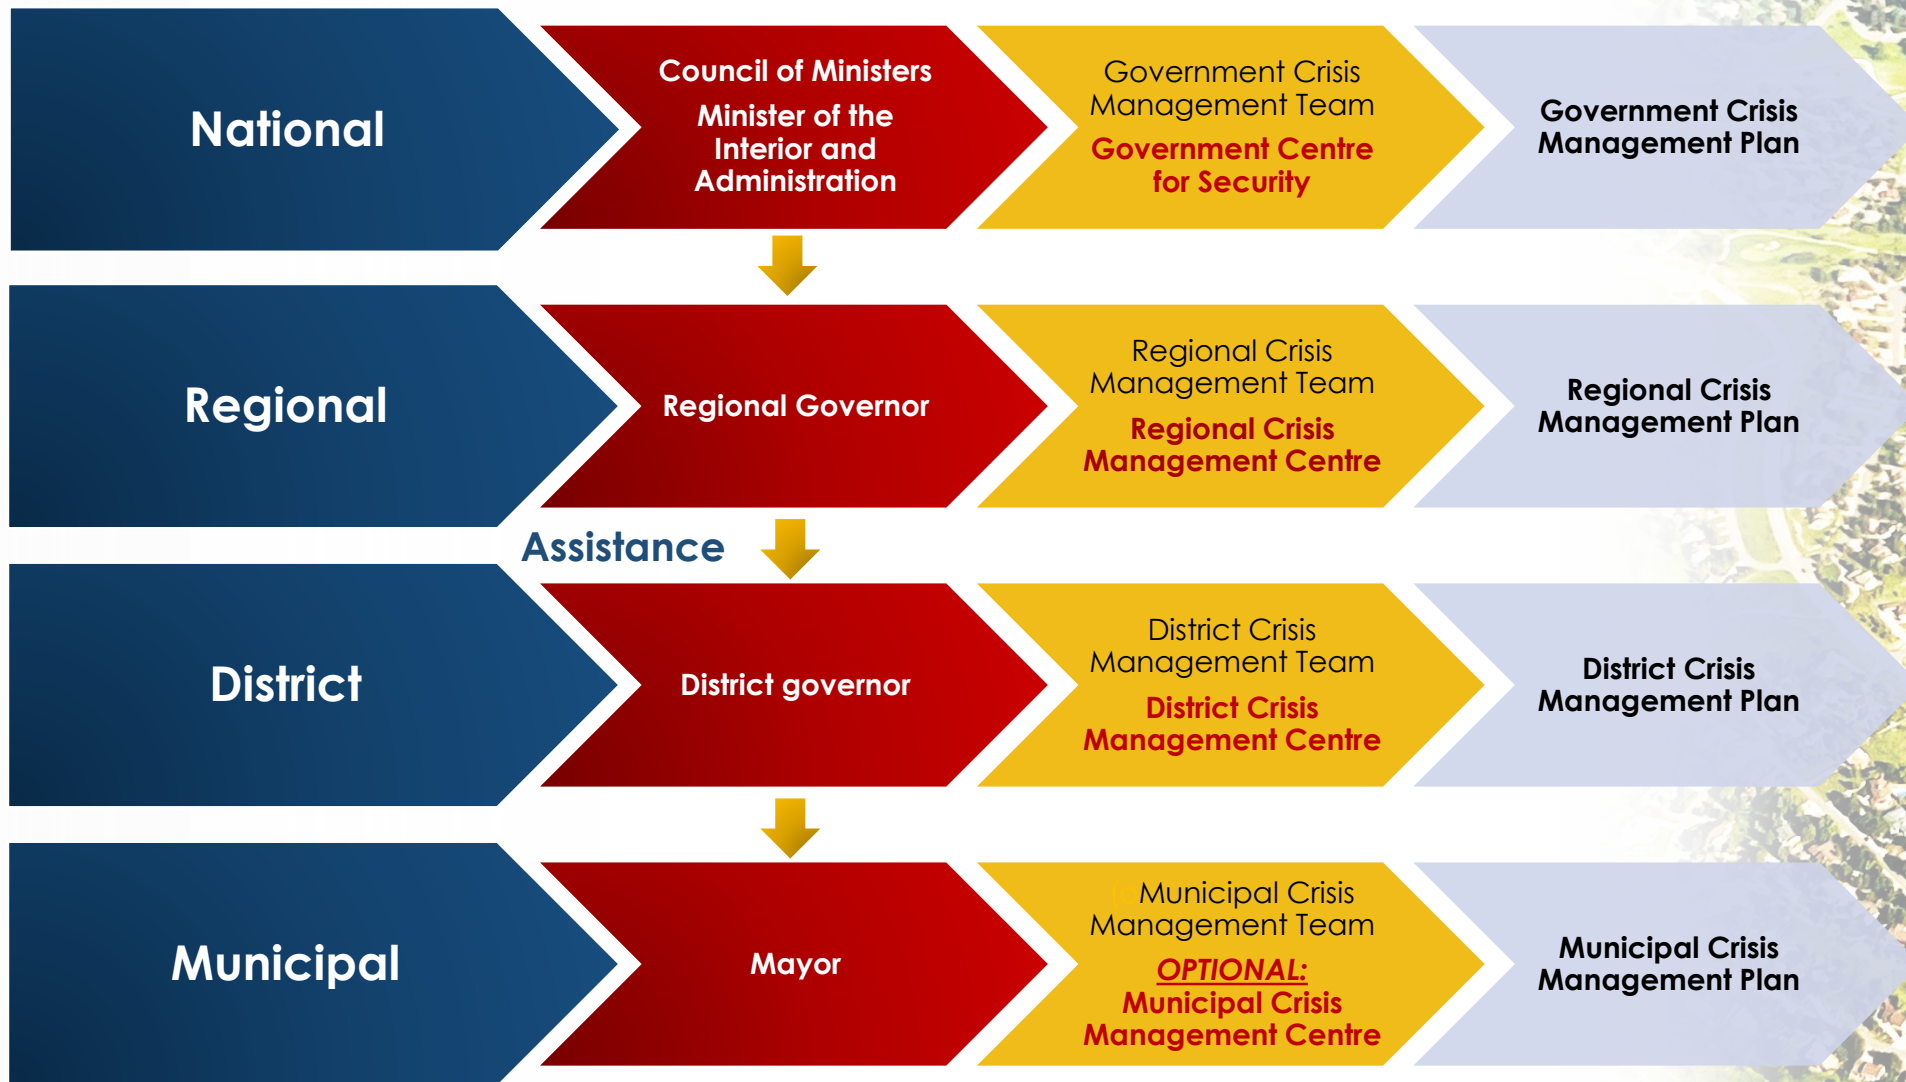 National
Council of Ministers
Minister of the
Interior and
Administration
Government Crisis
Management Team
Government Centre
for Security
Government Crisis
Management Plan
Regional
Regional Governor
Regional Crisis
Management Team
Regional Crisis
Management Centre
Regional Crisis
Management Plan
Assistance
District
District governor
District Crisis
Management Team
District Crisis
Management Centre
District Crisis
Management Plan
Municipal
Mayor
Municipal Crisis
Management Team
OPTIONAL:
Municipal Crisis
Management Centre
Municipal Crisis
Management Plan